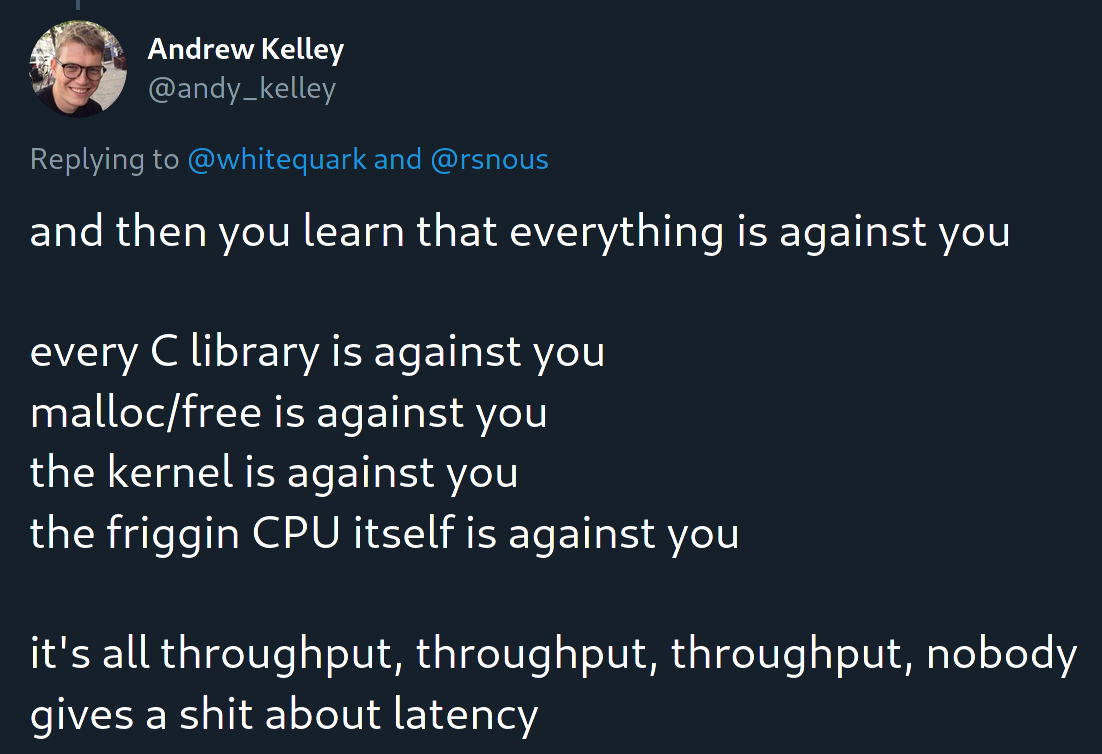 Andrew Kelley
@andy_kelley
Replying to @whitequark and @rsnous
and then you learn that everything is against you
every C library is against you
malloc/free is against you
the kernel is against you
the friggin CPU itself is against you
it's all throughput, throughput, throughput, nobody
gives a shit about latency